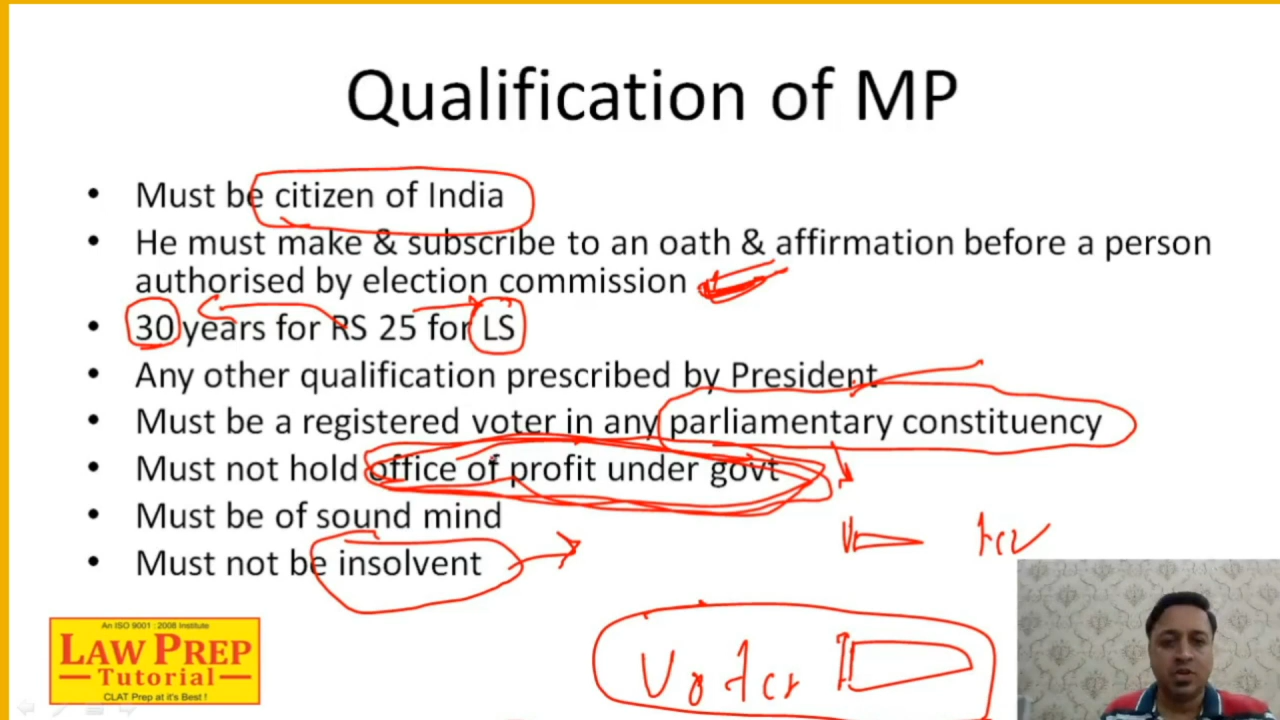 Qualification of MP
• Must be citizen of India
• He must make & subscribe to an oath & affirmation before a person
authorised by election commission
• 30 years for RS 25 for LS
• Any other qualification prescribed by President
• Must be a registered voter in any parliamentary constituency
• Must not hold office of profit under govt
• Must be of sound mind
• Must not be insolvent
Voter
An ISO 9001 : 2008 Institute
LAW PREP
Tutorial
CLAT Prep at it's Best !